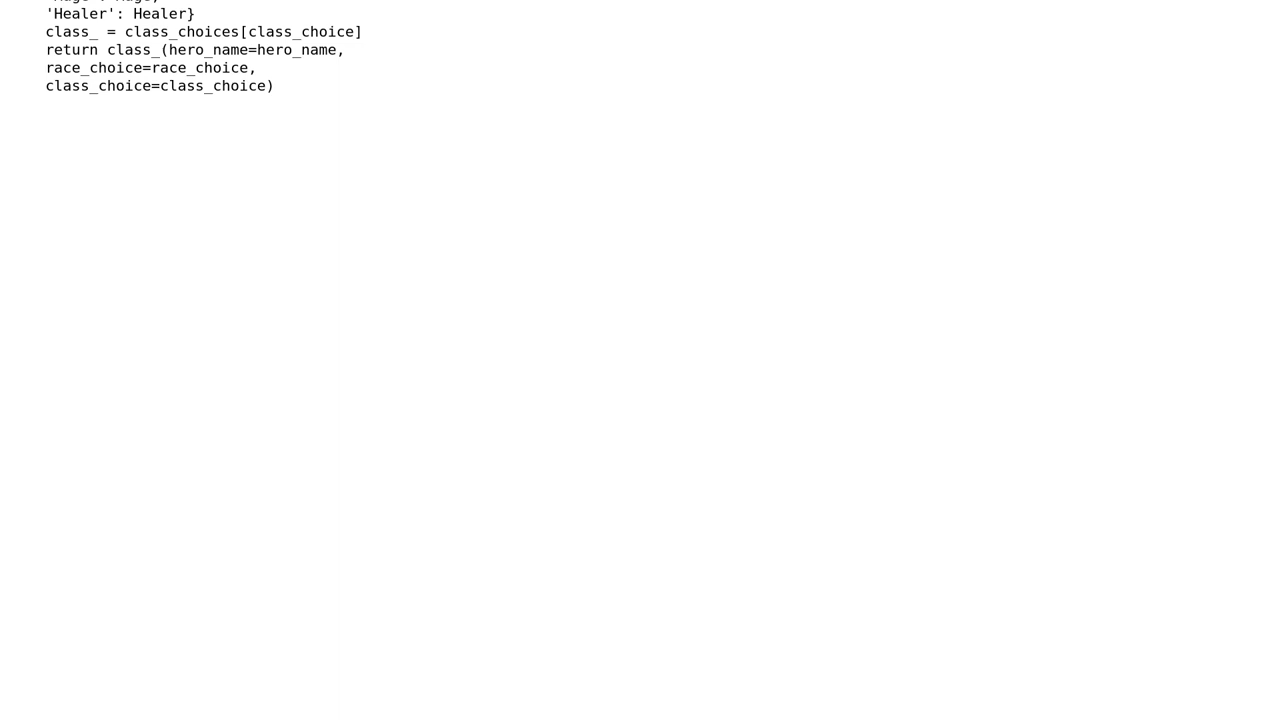 'Healer': Healer}
class_ = class_choices[class_choice]
return class_(hero_name=hero_name,
race_choice=race_choice,
class_choice=class_choice)